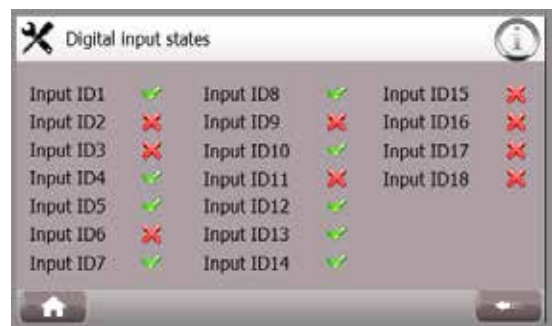 Digital input states
Input ID1 Input ID8 Input ID15
Input ID2 Input ID9 Input ID16
Input ID3 Input ID10 Input ID17
Input ID4 Input ID11 Input ID18
Input ID5 Input ID12
Input ID6 Input ID13
Input ID7 Input ID14